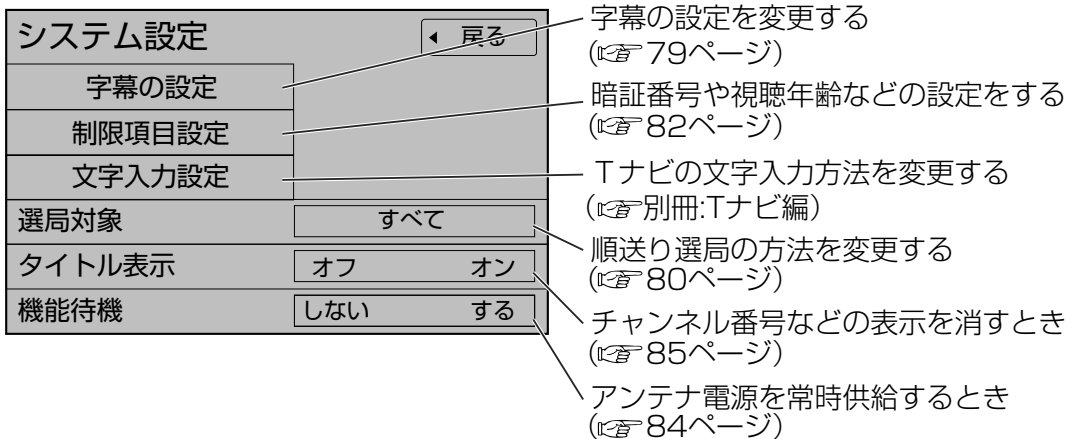 システム設定
戻る
字幕の設定
制限項目設定
文字入力設定
選局対象 すべて
タイトル表示 オフ オン
機能待機 しない する
字幕の設定を変更する
(☞79ページ)
暗証番号や視聴年齢などの設定をする
(☞82ページ)
Tナビの文字入力方法を変更する
(☞別冊:Tナビ編)
順送り選局の方法を変更する
(☞80ページ)
チャンネル番号などの表示を消すとき
(☞85ページ)
アンテナ電源を常時供給するとき
(☞84ページ)